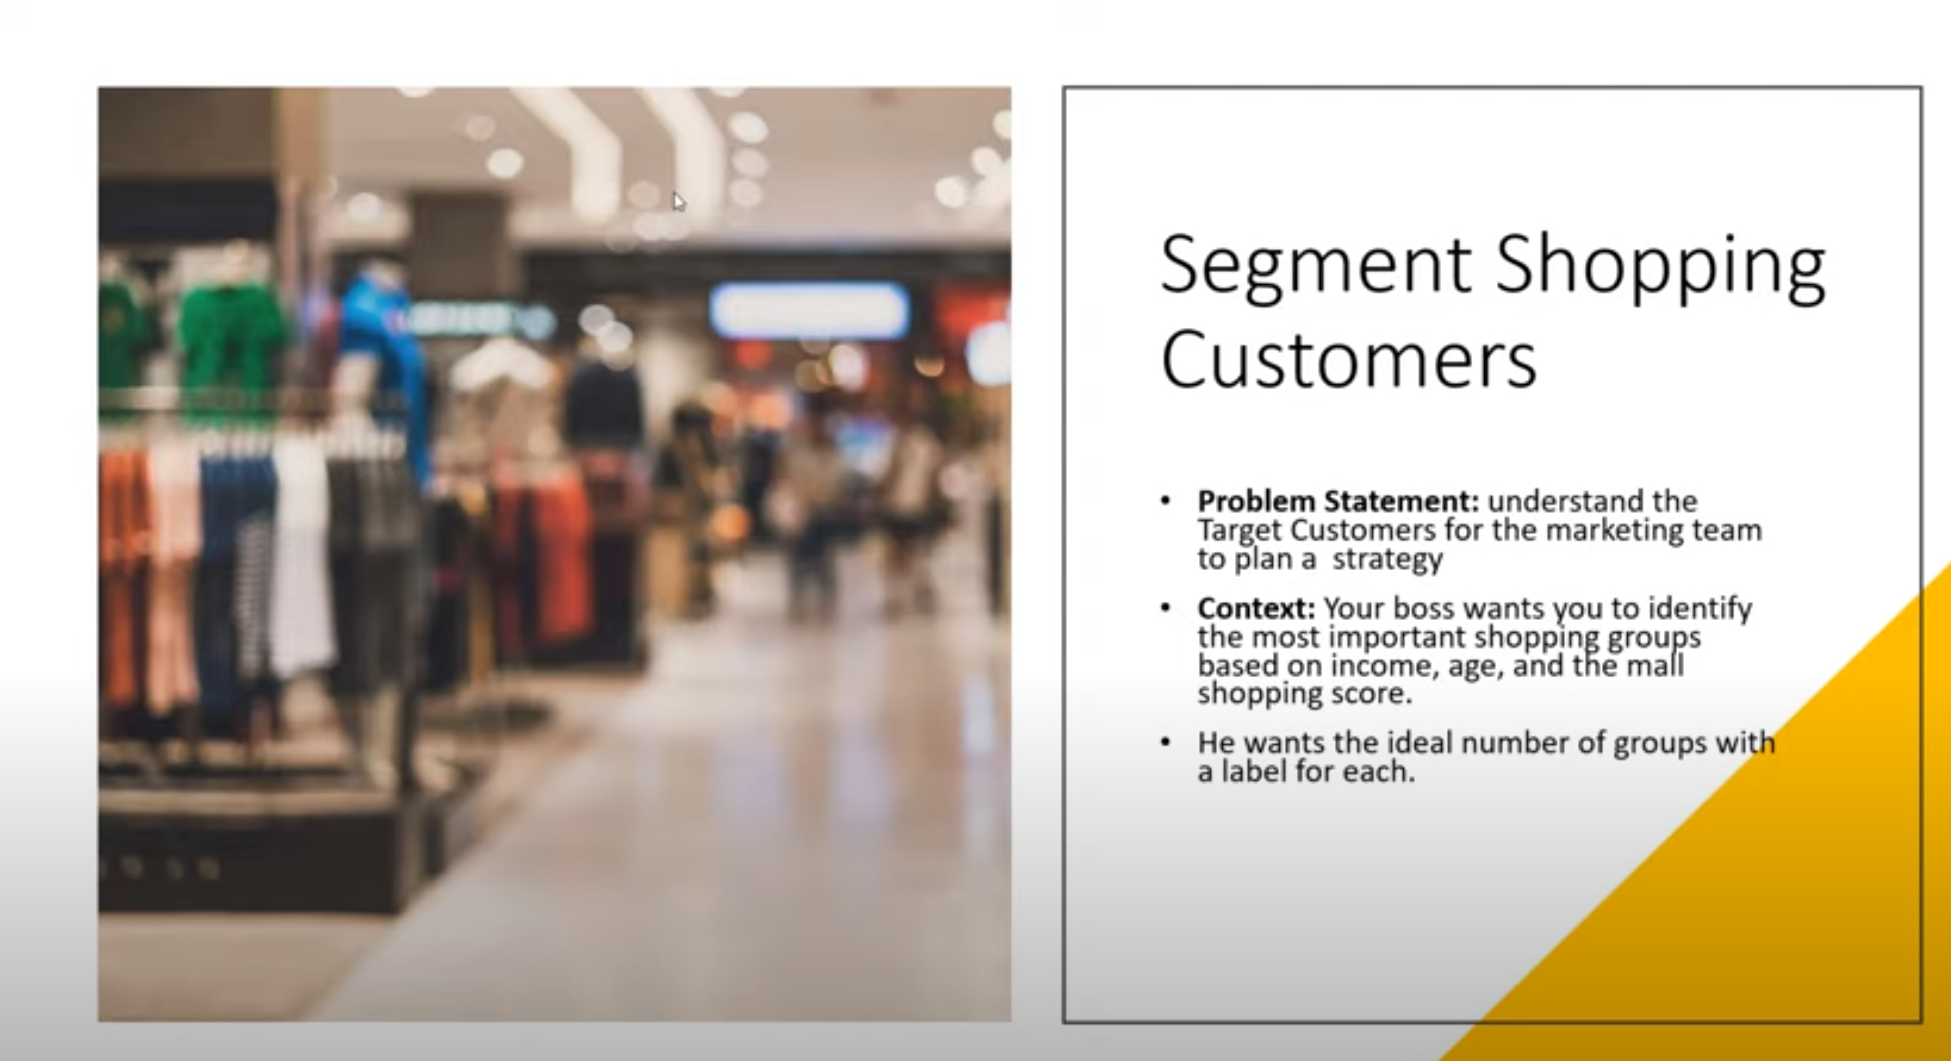 Segment Shopping
Customers
• Problem Statement: understand the
Target Customers for the marketing team
to plan a  strategy
• Context: Your boss wants you to identify
the most important shopping groups
based on income, age, and the mall
shopping score.
• He wants the ideal number of groups with
a label for each.